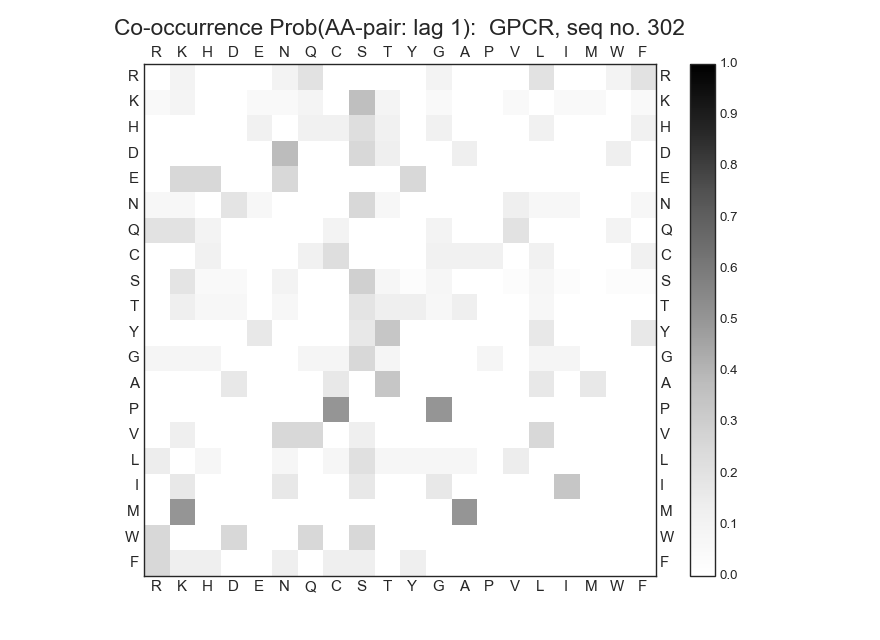 Co-occurrence Prob(AA-pair: lag 1):  GPCR, seq no. 302
R K H D E N Q C S T Y G A P V L I M W F
R R 1.0
K K 0.9
H H
D D 0.8
E E
N N 0.7
Q Q
C C 0.6
S S
T T 0.5
Y Y
G G 0.4
A A
P P 0.3
V V
L L 0.2
I I
M M 0.1
W W
F F 0.0
R K H D E N Q C S T Y G A P V L I M W F